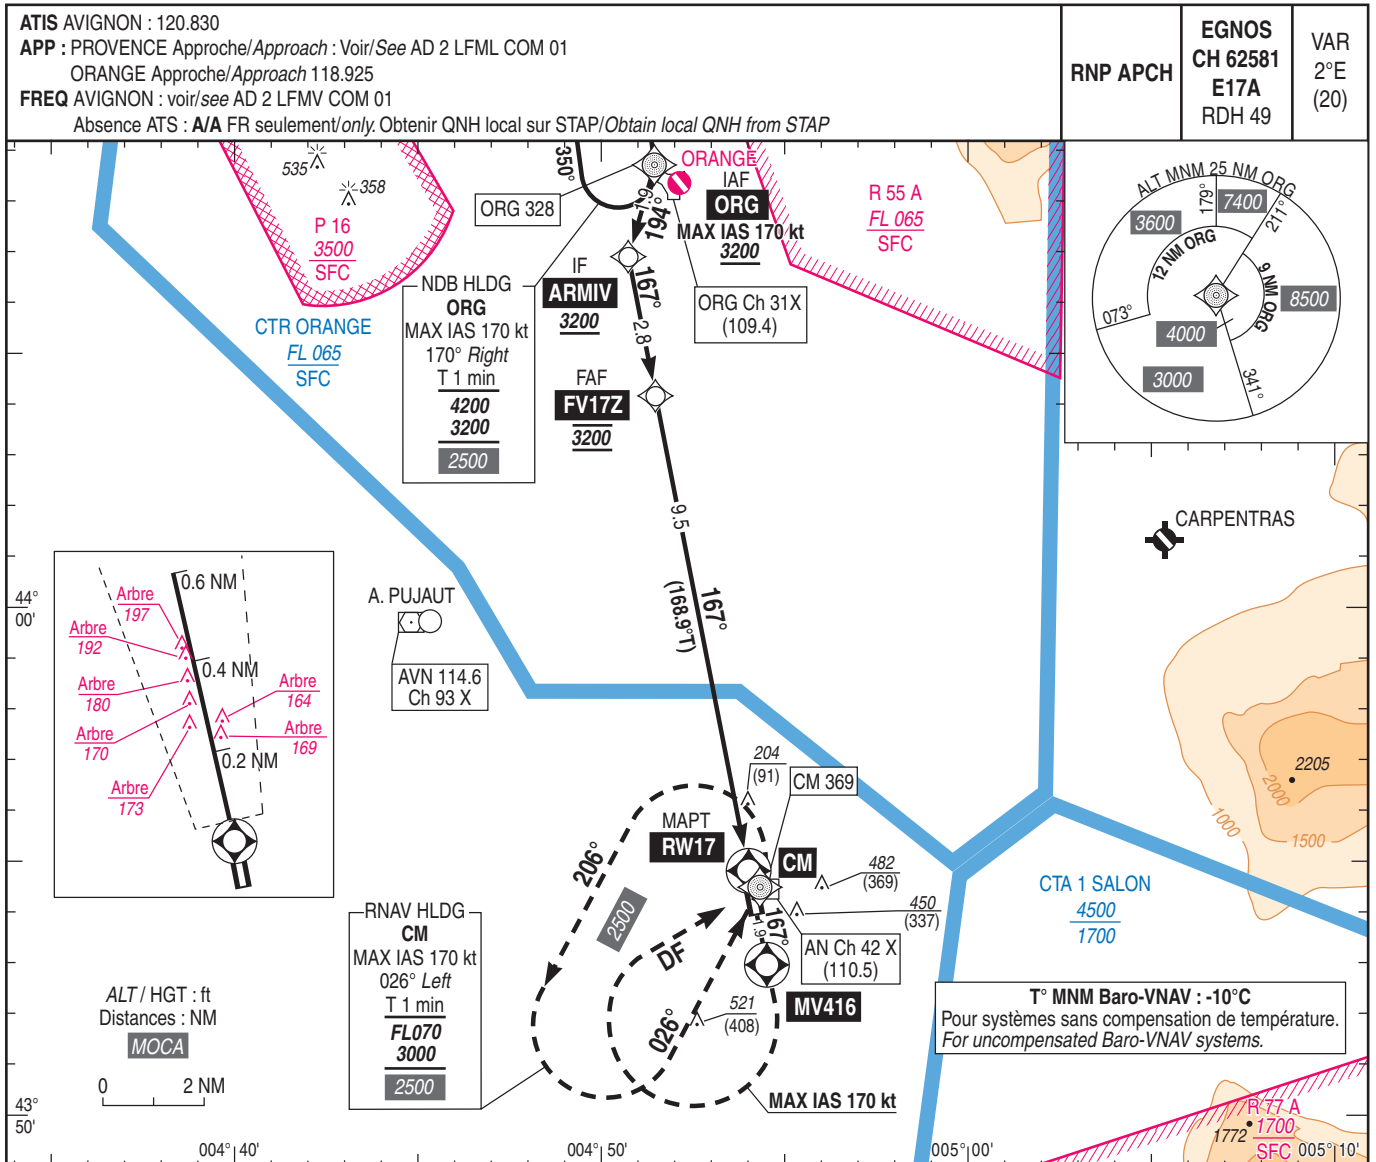 ATIS AVIGNON : 120.830
APP : PROVENCE Approche/Approach : Voir/See AD 2 LFML COM 01
ORANGE Approche/Approach 118.925
FREQ AVIGNON : voir/see AD 2 LFMV COM 01
Absence ATS : A/A FR seulement/only. Obtenir QNH local sur STAP/Obtain local QNH from STAP
RNP APCH
EGNOS
CH 62581
E17A
RDH 49
VAR
2°E
(20)
535
358
P 16
3500
SFC
CTR ORANGE
FL 065
SFC
350°
ORG 328
ORANGE
IAF
ORG
MAX IAS 170 kt
3200
1.9
194°
R 55 A
FL 065
SFC
ALT MNM 25 NM ORG
3600
179°
7400
211°
12 NM ORG
9 NM ORG
8500
073°
4000
3000
341°
NDB HLDG
ORG
MAX IAS 170 kt
170° Right
T 1 min
4200
3200
2500
IF
ARMIV
3200
167°
2.8
ORG Ch 31X
(109.4)
FAF
FV17Z
3200
9.5
167°
(168.9°T)
CARPENTRAS
44°
00'
0.6 NM
Arbre
197
Arbre
192
0.4 NM
Arbre
180
Arbre
164
Arbre
170
Arbre
169
0.2 NM
Arbre
173
A. PUJAUT
AVN 114.6
Ch 93 X
204
(91)
CM 369
MAPT
RW17
CM
482
(369)
450
(337)
206°
2500
DF
026°
167°
1.9
AN Ch 42 X
(110.5)
MV416
521
(408)
MAX IAS 170 kt
RNAV HLDG
CM
MAX IAS 170 kt
026° Left
T 1 min
FL070
3000
2500
2205
2000
1500
1000
CTA 1 SALON
4500
1700
T° MNM Baro-VNAV : -10°C
Pour systèmes sans compensation de température.
For uncompensated Baro-VNAV systems.
ALT / HGT : ft
Distances : NM
MOCA
0 2 NM
43°
50'
R 77 A
1700
SFC
1772
004° 40'
004° 50'
005° 00'
005° 10'